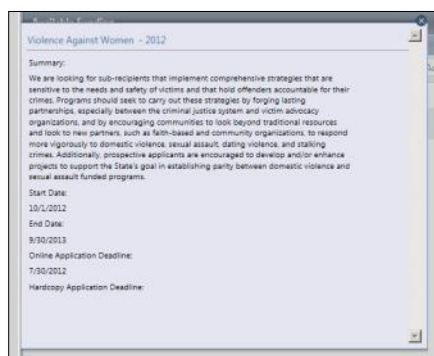 Available Funding
Violence Against Women - 2012
Summary:
We are looking for sub-recipients that implement comprehensive strategies that are
sensitive to the needs and safety of victims and that hold offenders accountable for their
crimes. Programs should seek to carry out these strategies by forging lasting
partnerships, especially between the criminal justice system and victim advocacy
organizations, and by encouraging communities to look beyond traditional resources
and look to new partners, such as faith-based and community organizations, to respond
more vigorously to domestic violence, sexual assault, dating violence, and stalking
crimes. Additionally, prospective applicants are encouraged to develop and/or enhance
projects to support the State's goal in establishing parity between domestic violence and
sexual assault funded programs.
Start Date:
10/1/2012
End Date:
9/30/2013
Online Application Deadline:
7/30/2012
Hardcopy Application Deadline: